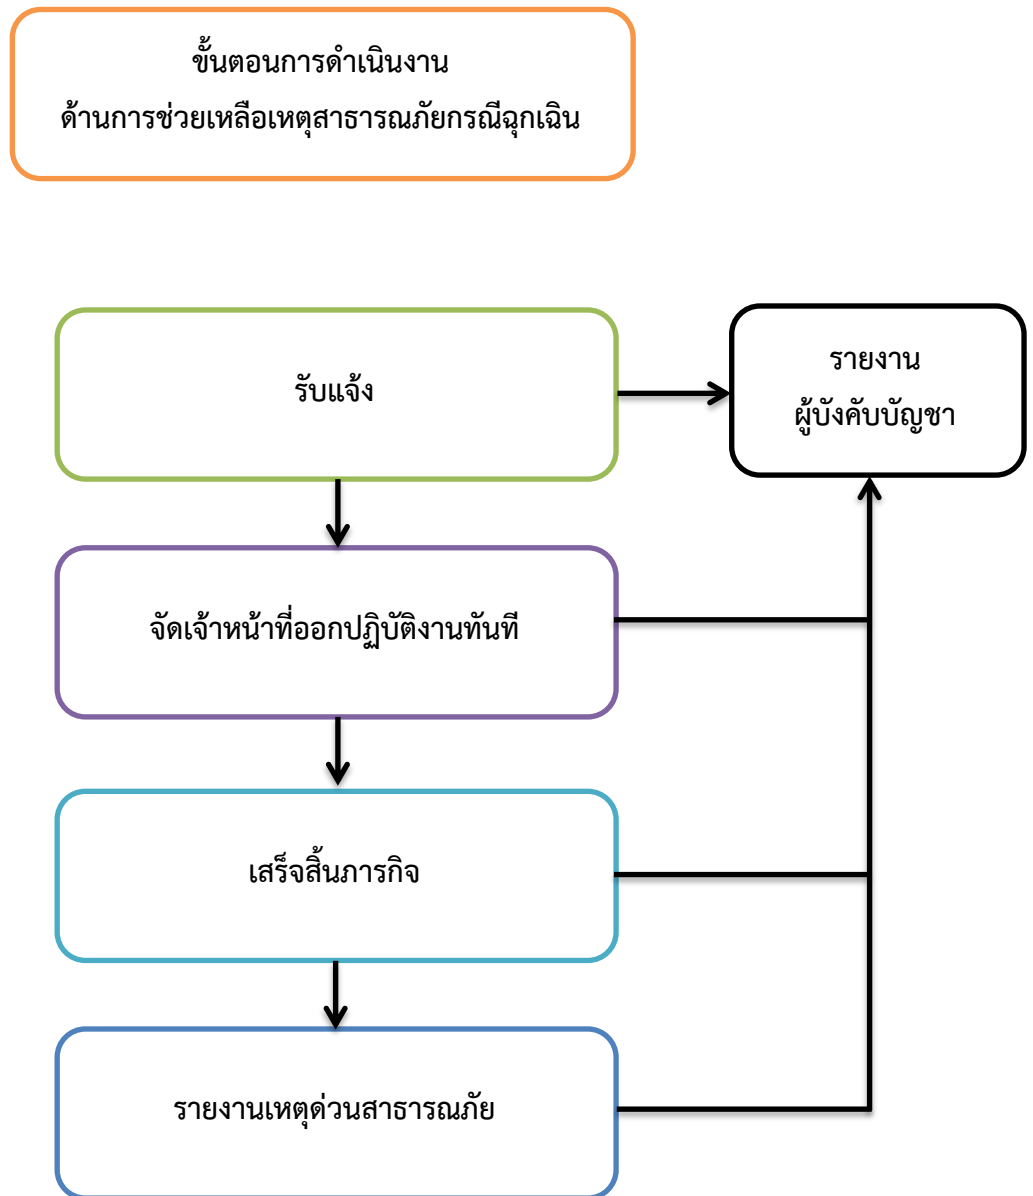 ขั้นตอนการดำเนินงาน
ด้านการช่วยเหลือเหตุสาธารณภัยกรณีฉุกเฉิน
รับแจ้ง
รายงาน
ผู้บังคับบัญชา
จัดเจ้าหน้าที่ออกปฏิบัติงานทันที
เสร็จสิ้นภารกิจ
รายงานเหตุด่วนสาธารณภัย